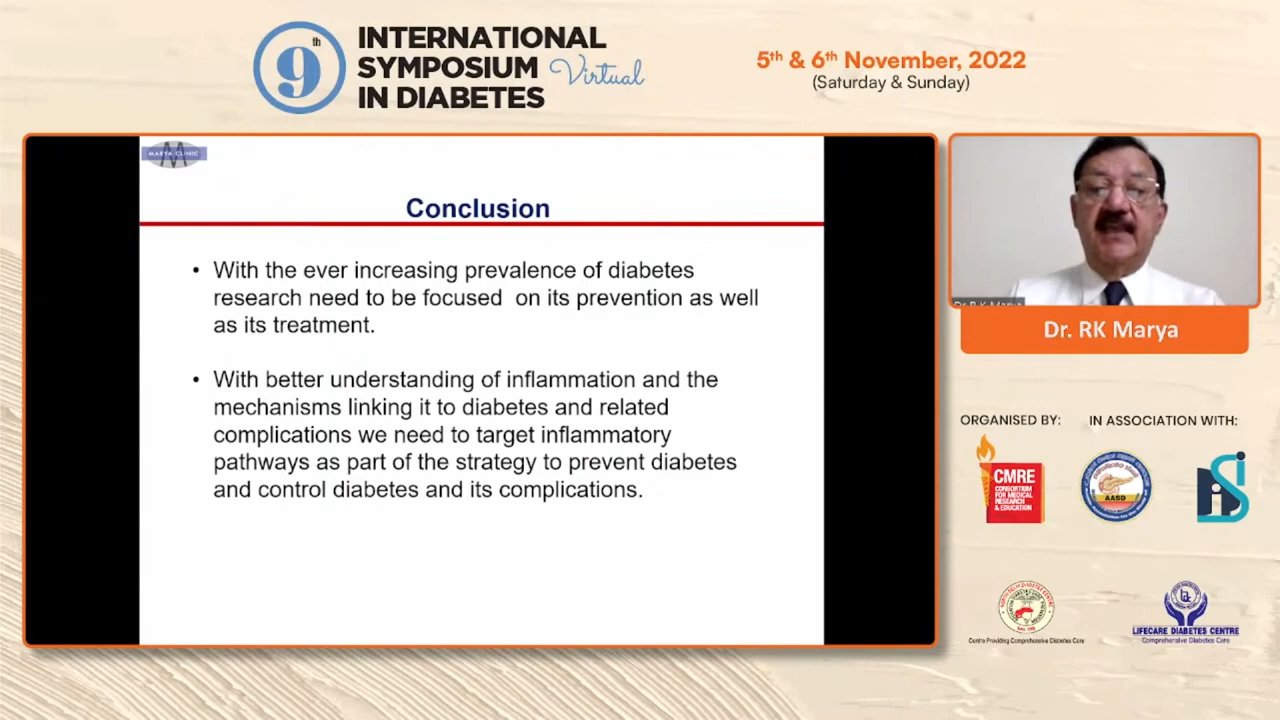 9th
INTERNATIONAL
SYMPOSIUM Virtual
IN DIABETES
5th & 6th November, 2022
(Saturday & Sunday)
MARYA CLINIC
Conclusion
• With the ever increasing prevalence of diabetes
research need to be focused on its prevention as well
as its treatment.
• With better understanding of inflammation and the
mechanisms linking it to diabetes and related
complications we need to target inflammatory
pathways as part of the strategy to prevent diabetes
and control diabetes and its complications.
Dr. R K Marya
Dr. RK Marya
ORGANISED BY:
IN ASSOCIATION WITH:
CMRE
CONSORTIUM
FOR MEDICAL
RESEARCH
& EDUCATION
AASD
Centre Providing Comprehensive Diabetes Care
LIFECARE DIABETES CENTRE
Comprehensive Diabetes Care